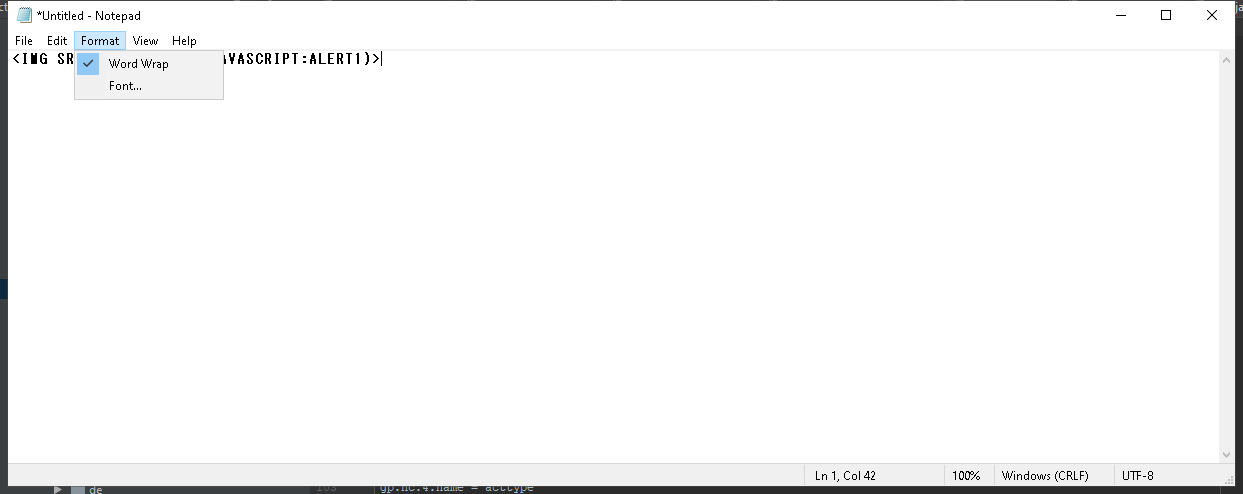 *Untitled - Notepad
File Edit Format View Help
<IMG SR AVASCRIPT:ALERT1)>
Word Wrap
Font...
Ln 1, Col 42 100% Windows (CRLF) UTF-8
de gp.nc.4.name = acctype